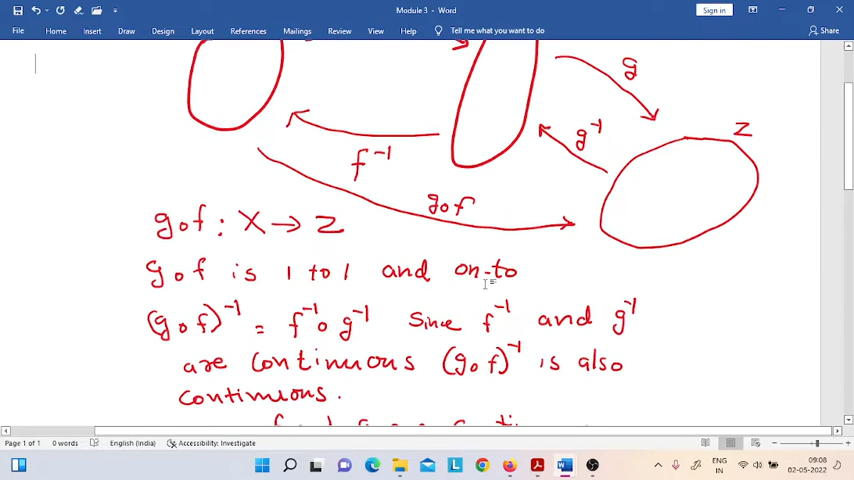 Module 3 - Word
Sign in
File Home Insert Draw Design Layout References Mailings Review View Help Tell me what you want to do
g
z
g⁻¹
f⁻¹
gof
gof : X → Z
gof is 1 to 1 and on-to
(gof)⁻¹ = f⁻¹ o g⁻¹ Since f⁻¹ and g⁻¹
are continuous (gof)⁻¹ is also
continuous.
Page 1 of 1 0 words English (India) Accessibility: Investigate
ENG
IN
09:08
02-05-2022